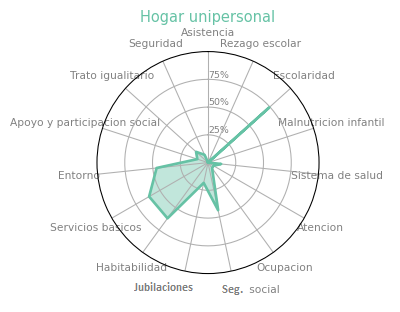 Hogar unipersonal
Asistencia
Seguridad
Rezago escolar
Trato igualitario
75%
Escolaridad
50%
Apoyo y participacion social
Malnutricion infantil
25%
Entorno
Sistema de salud
Servicios basicos
Atencion
Habitabilidad
Ocupacion
Jubilaciones
Seg. social